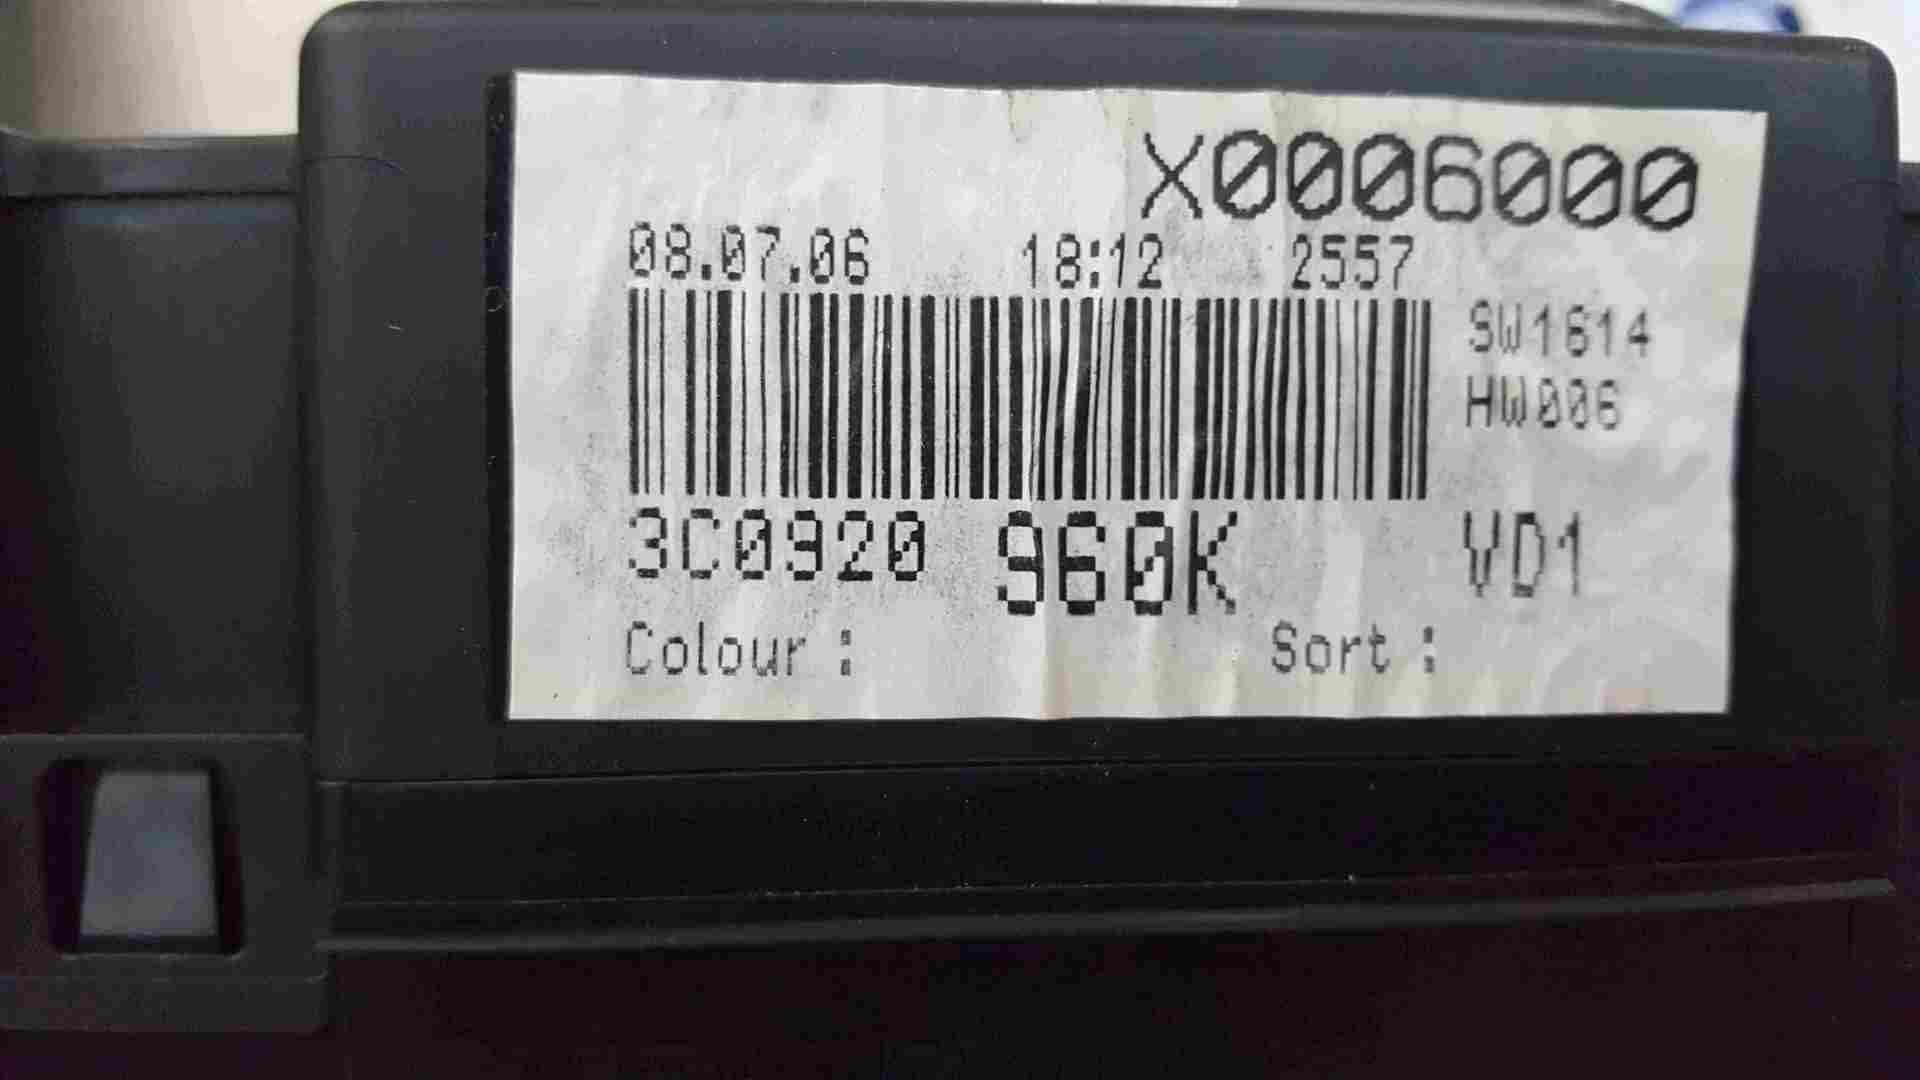 X0006000
08.07.06 18:12 2557
SW1614
HW006
3C0920 960K VD1
Colour : Sort :